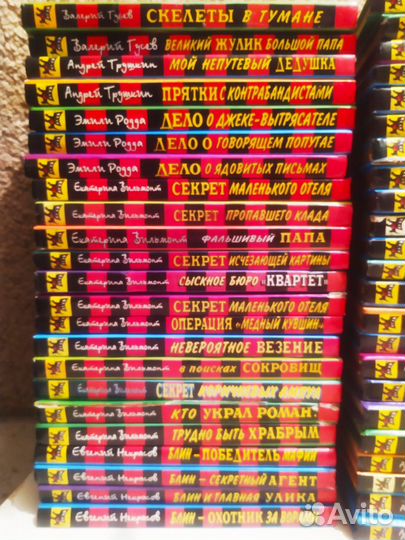 Валерий Гусев СКЕЛЕТЫ В ТУМАНЕ
Валерий Гусев ВЕЛИКИЙ ЖУЛИК БОЛЬШОЙ ПАПА
Андрей Трушкин МОЙ НЕПУТЕВЫЙ ДЕДУШКА
Андрей Трушкин ПРЯТКИ С КОНТРАБАНДИСТАМИ
Эмили Родда ДЕЛО О ДЖЕКЕ-ВЫТРЯСАТЕЛЕ
Эмили Родда ДЕЛО О ГОВОРЯЩЕМ ПОПУГАЕ
Эмили Родда ДЕЛО О ЯДОВИТЫХ ПИСЬМАХ
Екатерина Вильмонт СЕКРЕТ МАЛЕНЬКОГО ОТЕЛЯ
Екатерина Вильмонт СЕКРЕТ ПРОПАВШЕГО КЛАДА
Екатерина Вильмонт ФАЛЬШИВЫЙ ПАПА
Екатерина Вильмонт СЕКРЕТ ИСЧЕЗАЮЩЕЙ КАРТИНЫ
Екатерина Вильмонт СЫСКНОЕ БЮРО «КВАРТЕТ»
Екатерина Вильмонт СЕКРЕТ МАЛЕНЬКОГО ОТЕЛЯ
Екатерина Вильмонт ОПЕРАЦИЯ «МЕДНЫЙ КУВШИН»
Екатерина Вильмонт НЕВЕРОЯТНОЕ ВЕЗЕНИЕ
Екатерина Вильмонт В ПОИСКАХ СОКРОВИЩ
Екатерина Вильмонт СЕКРЕТ КОРИЧНЕВЫХ
Екатерина Вильмонт КТО УКРАЛ РОМАН?
Екатерина Вильмонт ТРУДНО БЫТЬ ХРАБРЫМ
Евгений Некрасов БЛИН – ПОБЕДИТЕЛЬ МАФИИ
Евгений Некрасов БЛИН – СЕКРЕТНЫЙ АГЕНТ
Евгений Некрасов БЛИН И ГЛАВНАЯ УЛИКА
Евгений Некрасов БЛИН – ОХОТНИК ЗА
Avito